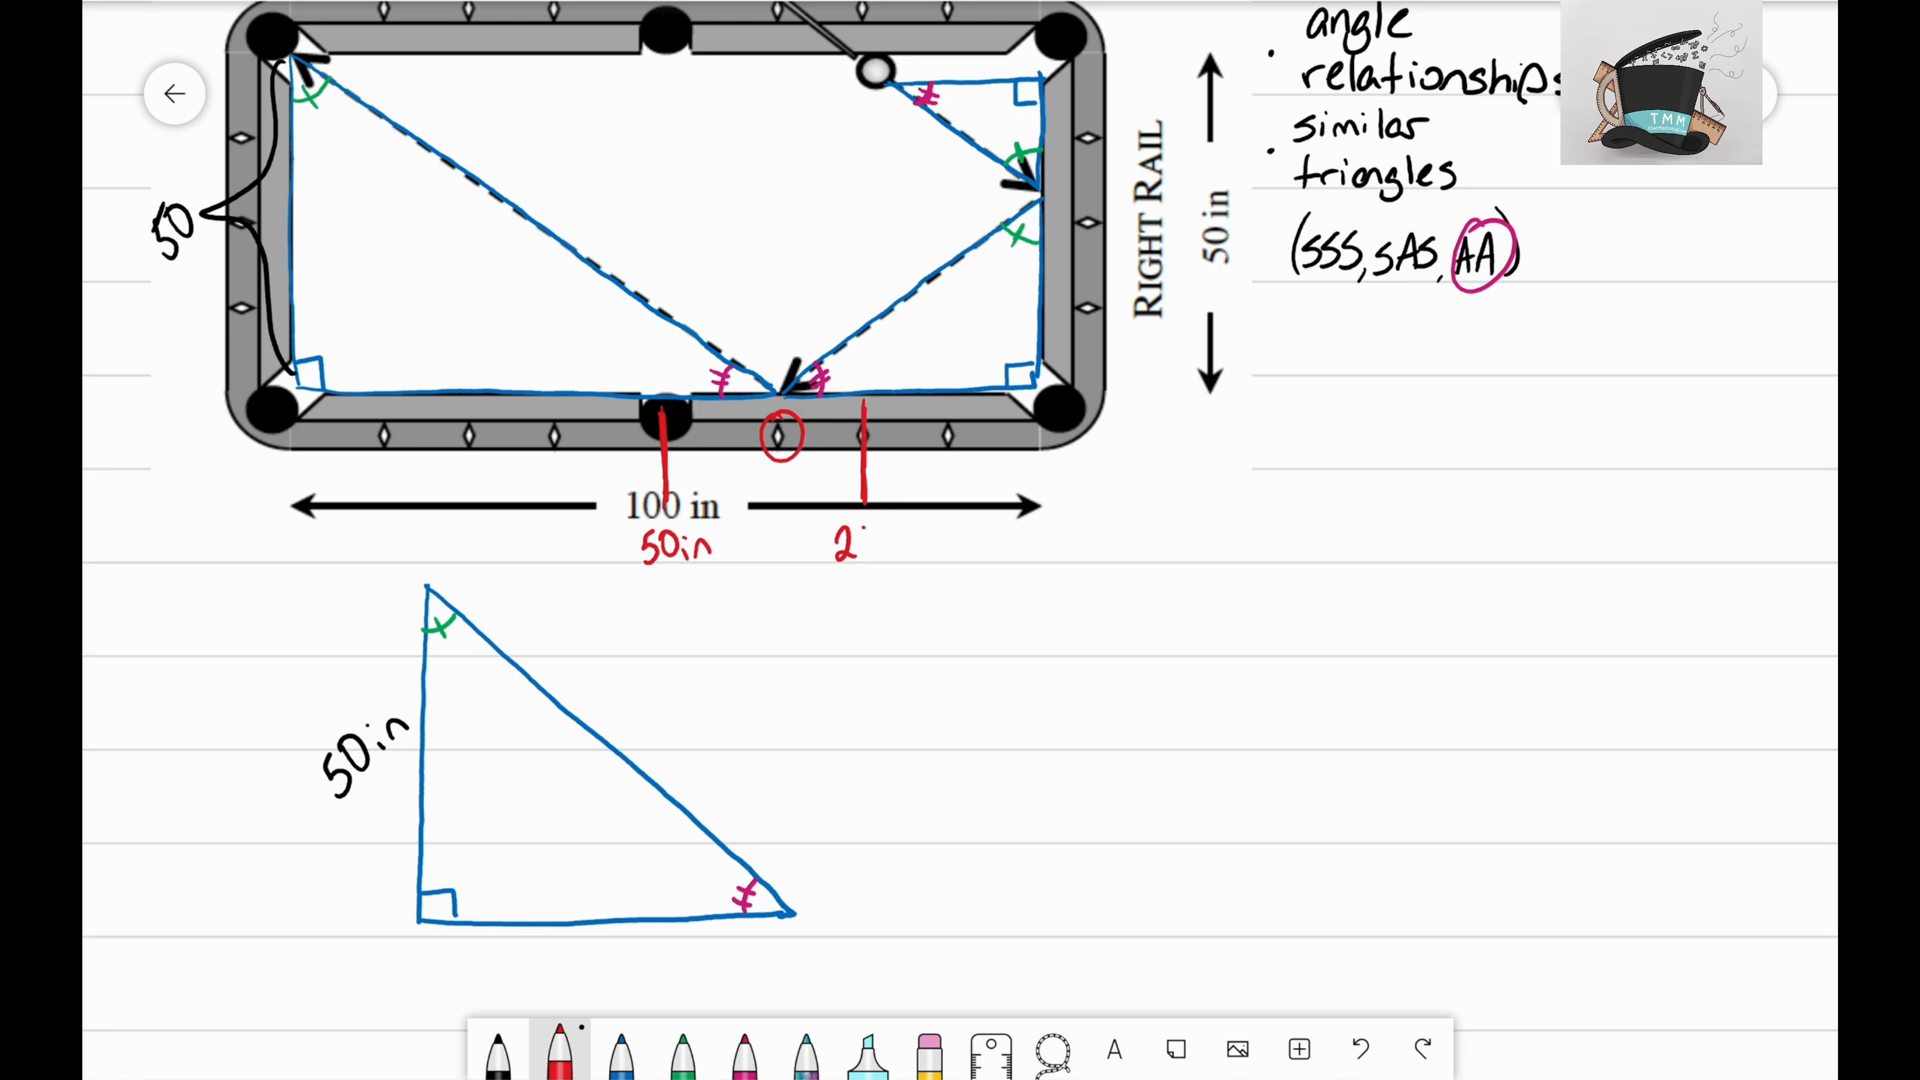 angle
relationships
similar
triangles
(SSS, SAS, AA)
TMM
50
RIGHT RAIL
50 in
100 in
50in
2
50in
A